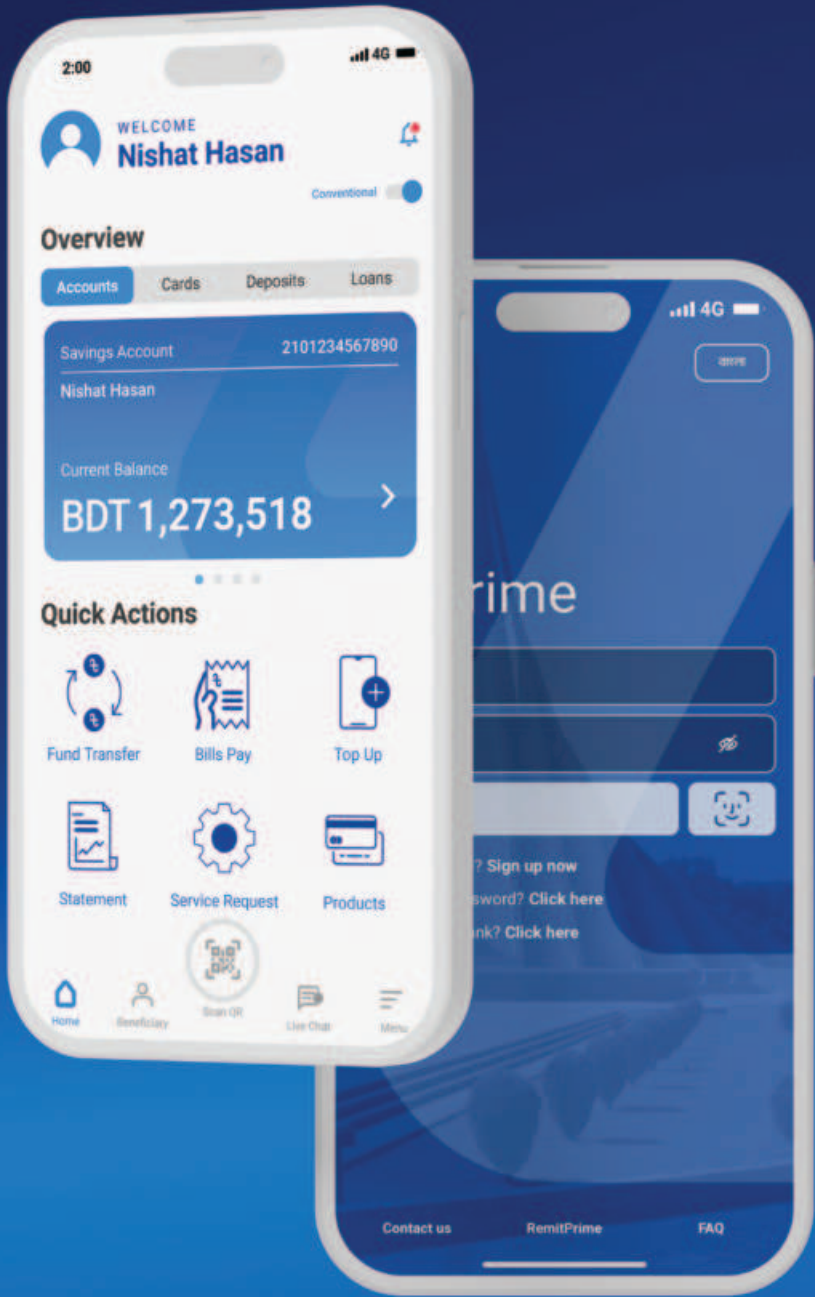 2:00
4G
WELCOME
Nishat Hasan
Conventional
Overview
Accounts Cards Deposits Loans
Savings Account 2101234567890
Nishat Hasan
Current Balance
BDT 1,273,518
Quick Actions
Fund Transfer Bills Pay Top Up
Statement Service Request Products
Home Beneficiary Scan QR Live Chat Menu
4G
বাংলা
rime
? Sign up now
sword? Click here
nk? Click here
Contact us RemitPrime FAQ